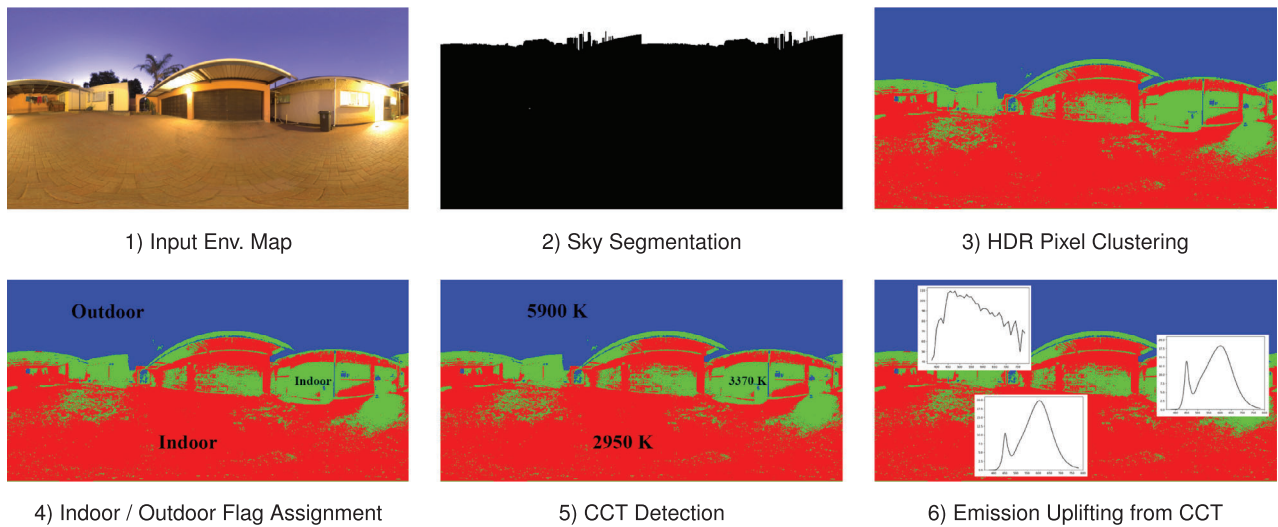 1) Input Env. Map
2) Sky Segmentation
3) HDR Pixel Clustering
Outdoor
Indoor
Indoor
5900 K
3370 K
2950 K
4) Indoor / Outdoor Flag Assignment
5) CCT Detection
6) Emission Uplifting from CCT